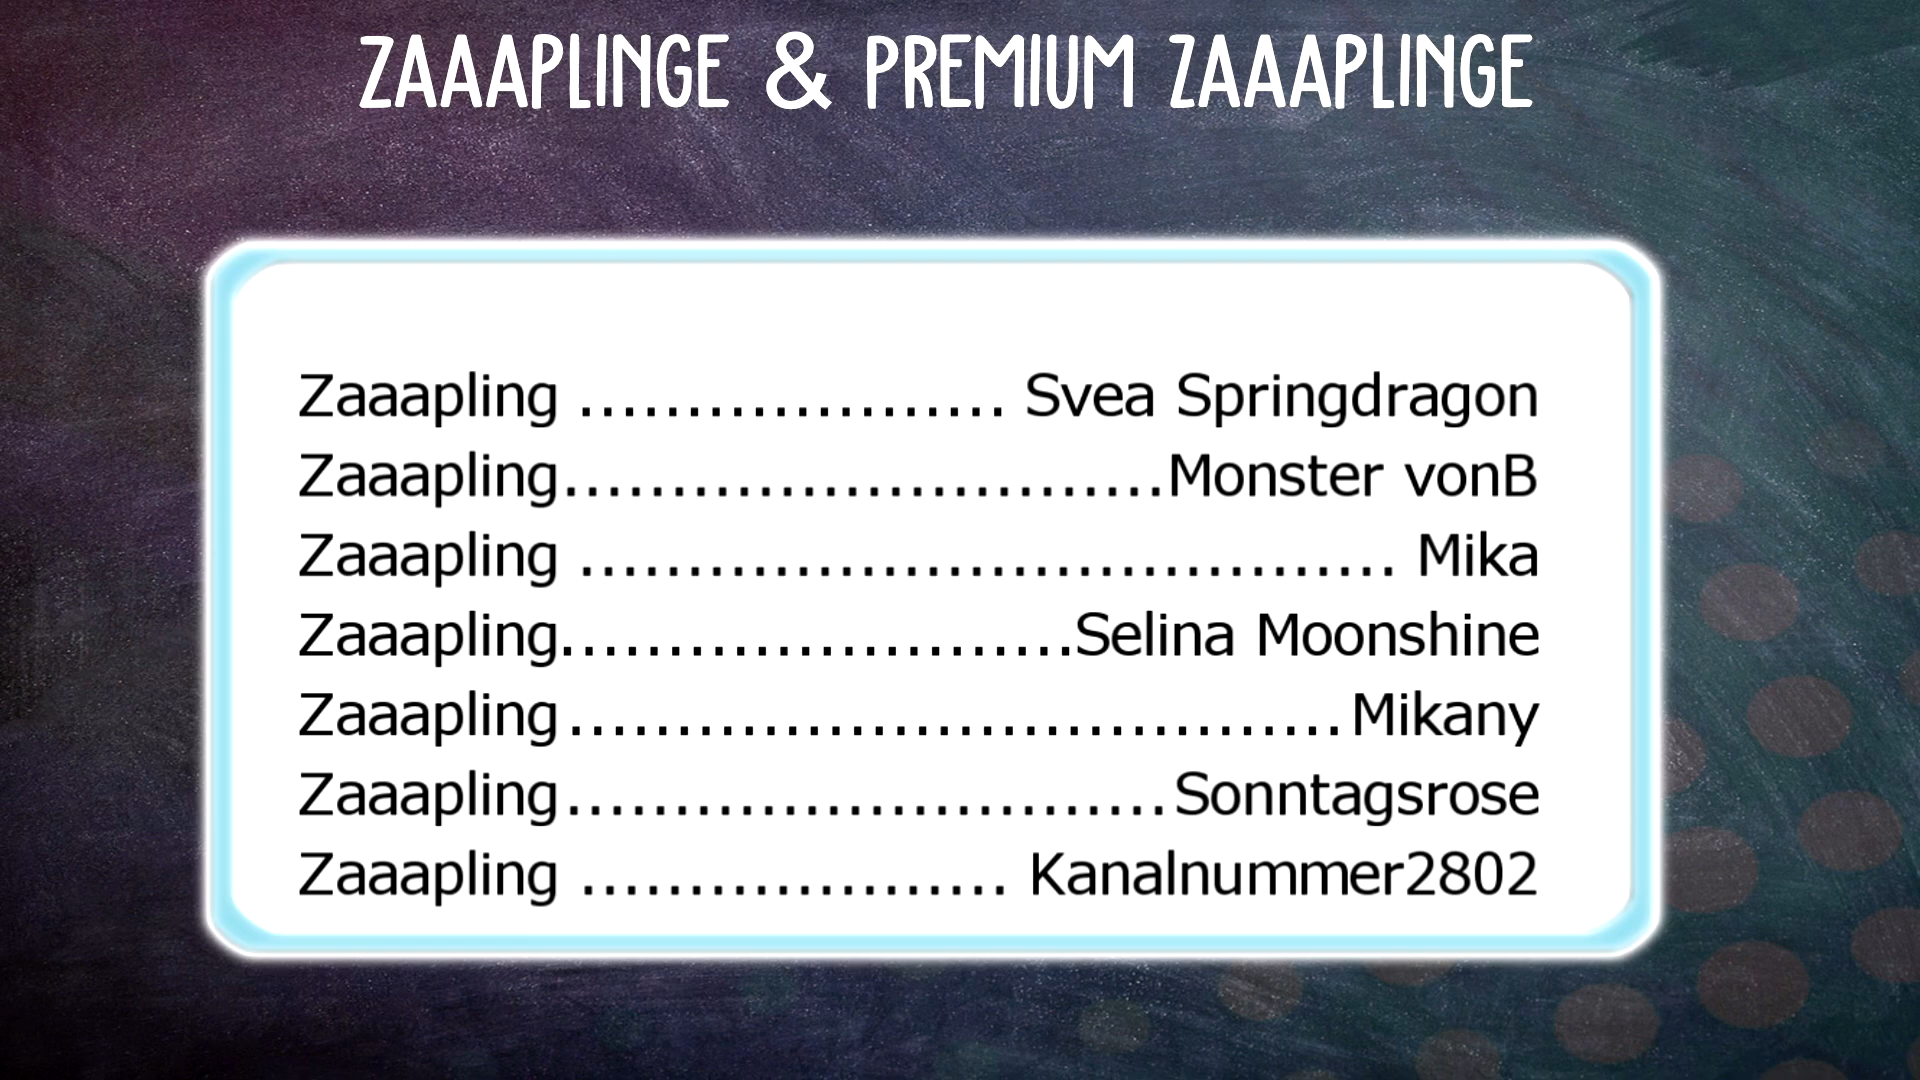 ZAAAPLINGE & PREMIUM ZAAAPLINGE
Zaaapling .................... Svea Springdragon
Zaaapling............................Monster vonB
Zaaapling ...................................... Mika
Zaaapling........................Selina Moonshine
Zaaapling....................................Mikany
Zaaapling............................Sonntagsrose
Zaaapling .................... Kanalnummer2802